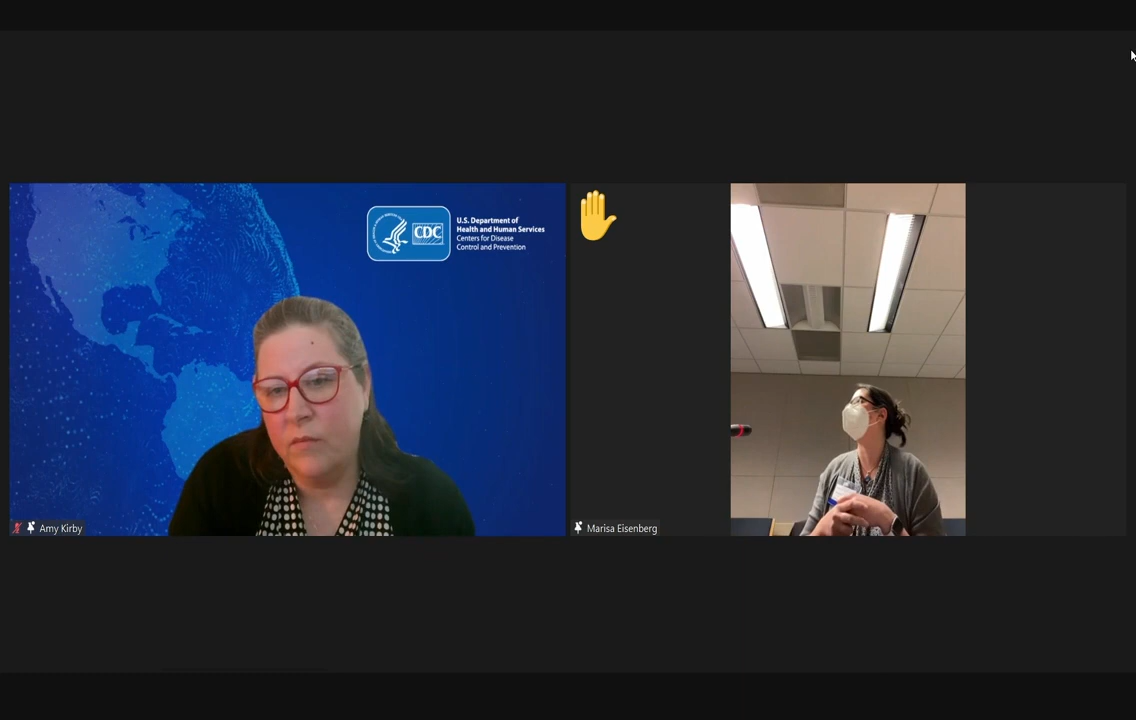 CDC
U.S. Department of
Health and Human Services
Centers for Disease
Control and Prevention
Amy Kirby
Marisa Eisenberg